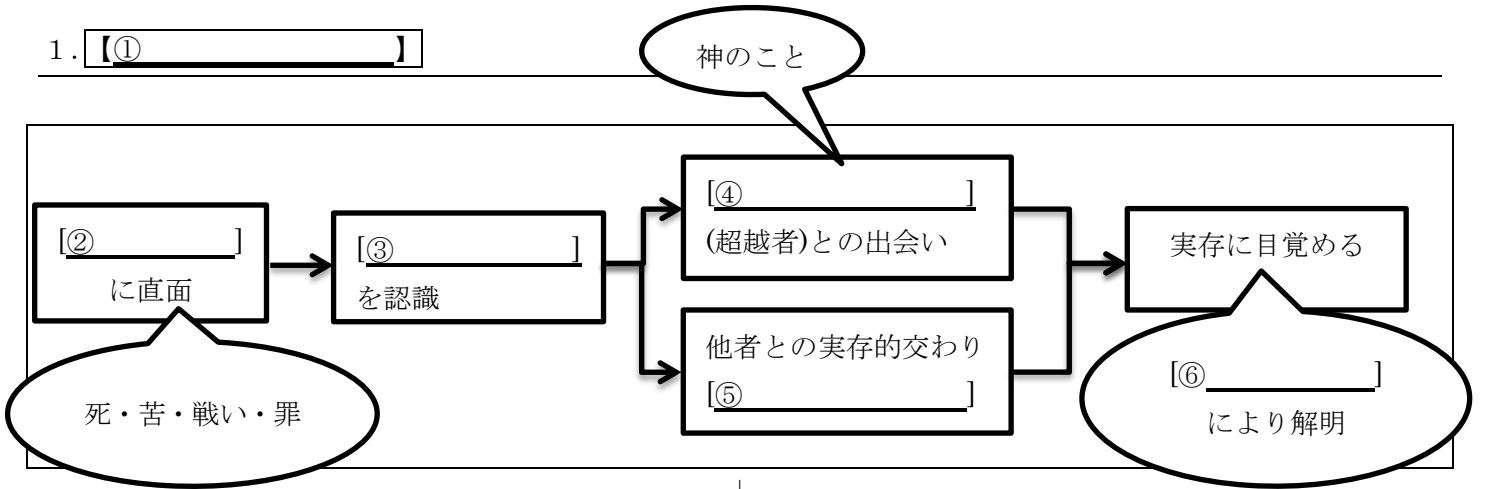 １.【①　　　　　　　　　】
神のこと
[②　　　　　]
に直面
死・苦・戦い・罪
[③　　　　　　　]
を認識
[④　　　　　　　　]
(超越者)との出会い
他者との実存的交わり
[⑤　　　　　　　　]
実存に目覚める
[⑥　　　　　　]
により解明